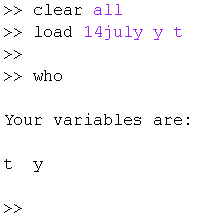 >> clear all
>> load 14july y t
>>
>> who
Your variables are:
t  y
>>